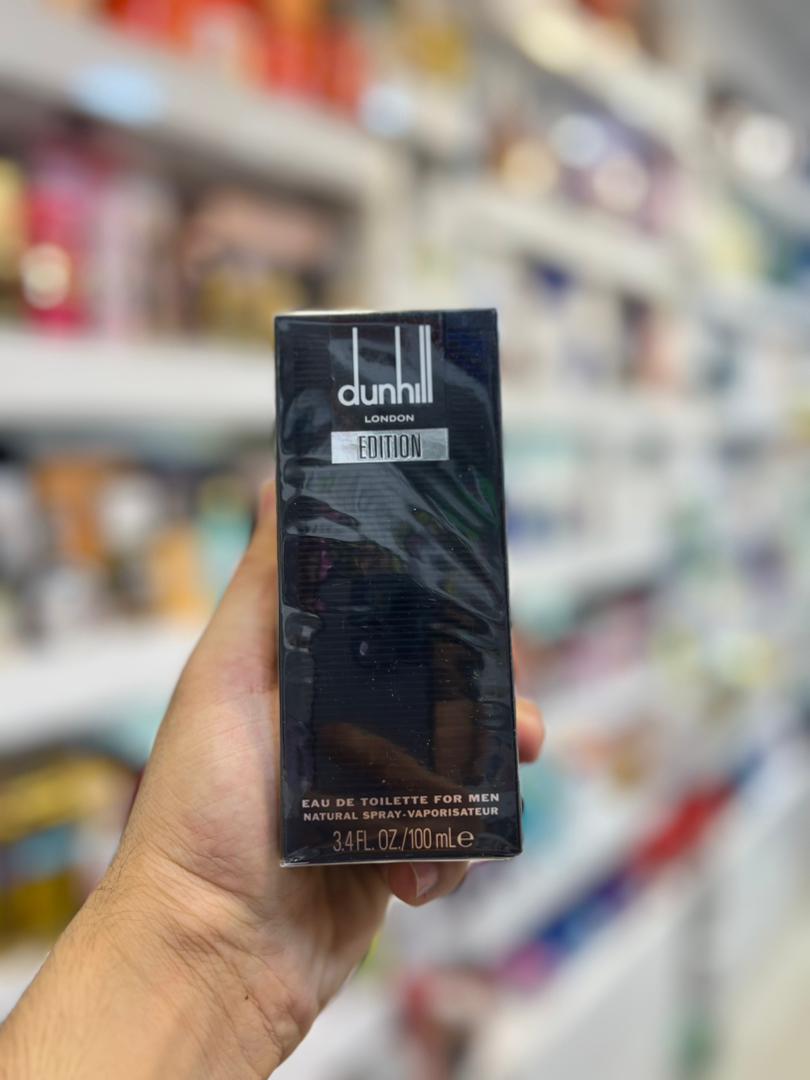 dunhill
LONDON
EDITION
EAU DE TOILETTE FOR MEN
NATURAL SPRAY-VAPORISATEUR
3.4 FL. OZ./100 mL e